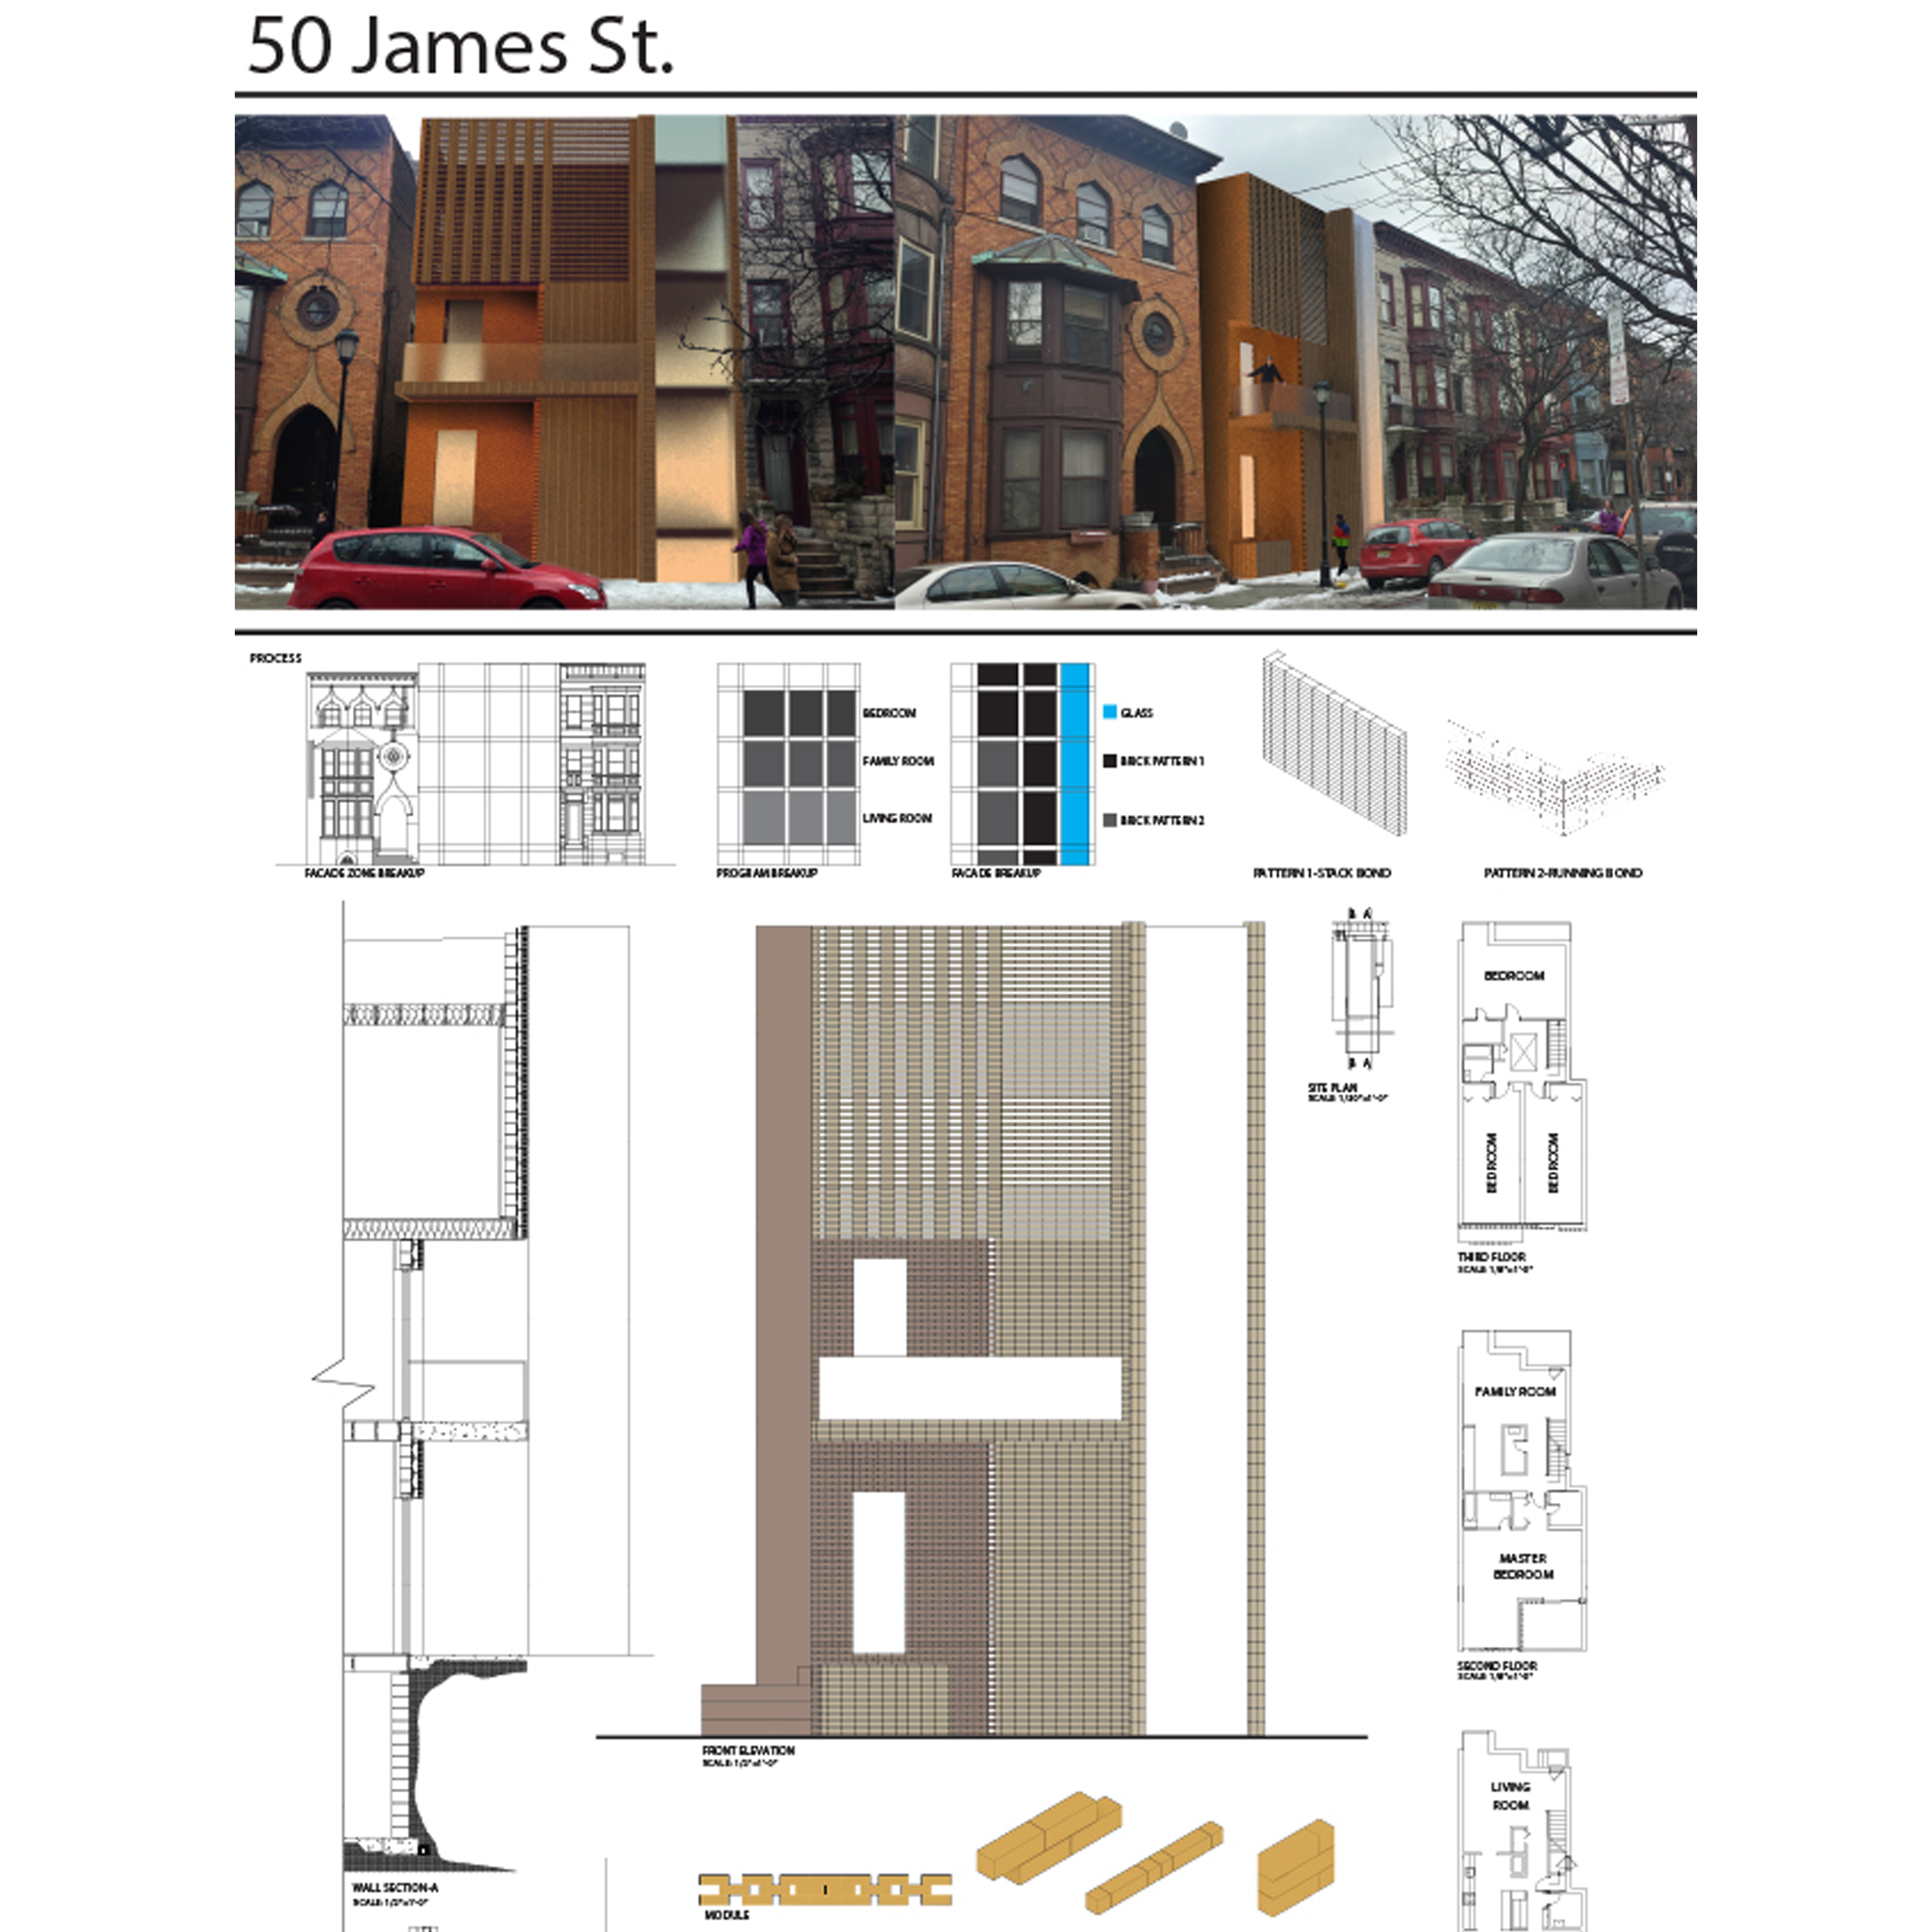 50 James St.
PROCESS
BEDROOM
FAMILY ROOM
LIVING ROOM
GLASS
BRICK PATTERN 1
BRICK PATTERN 2
FACADE ZONE BREAKUP
PROGRAM BREAKUP
FACADE BREAKUP
PATTERN 1-STACK BOND
PATTERN 2-RUNNING BOND
B A
B A
SITE PLAN
BEDROOM
BEDROOM
BEDROOM
THIRD FLOOR
SCALE 1/8"=1'-0"
FAMILY ROOM
MASTER
BEDROOM
SECOND FLOOR
SCALE 1/8"=1'-0"
FRONT ELEVATION
SCALE: 1/2"=1'-0"
LIVING
ROOM
WALL SECTION-A
SCALE: 1/2"=1'-0"
MODULE